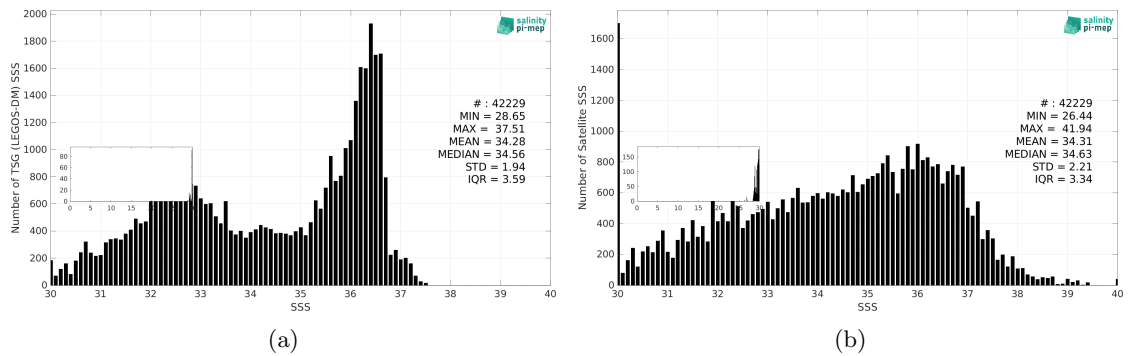 2000
1800
1600
1400
1200
1000
800
600
400
200
0
Number of TSG (LEGOS-DM) SSS
salinity
pi-mep
# : 42229
MIN = 28.65
MAX = 37.51
MEAN = 34.28
MEDIAN = 34.56
STD = 1.94
IQR = 3.59
80
60
40
20
0
0 5 10 15 20
30 31 32 33 34 35 36 37 38 39 40
SSS
(a)
1600
1400
1200
1000
800
600
400
200
0
Number of Satellite SSS
salinity
pi-mep
# : 42229
MIN = 26.44
MAX = 41.94
MEAN = 34.31
MEDIAN = 34.63
STD = 2.21
IQR = 3.34
150
100
50
0
0 5 10 15 20 25 30
30 31 32 33 34 35 36 37 38 39 40
SSS
(b)